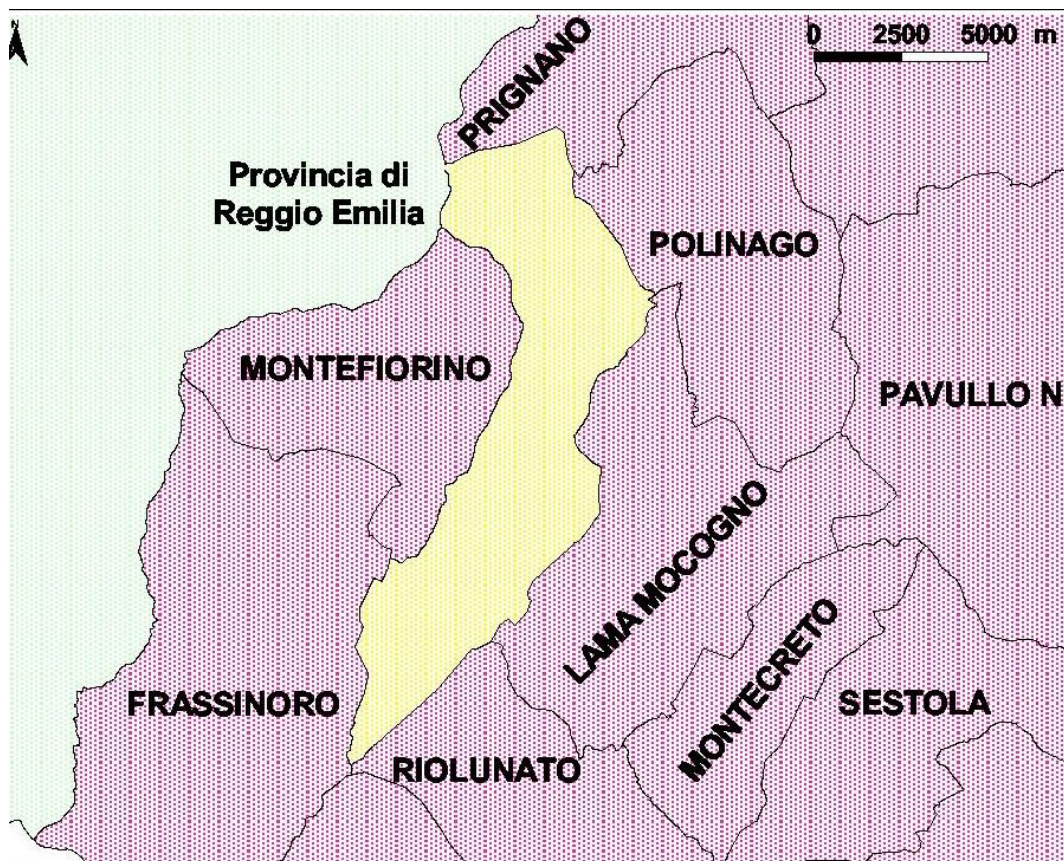 N
0 2500 5000 m
PRIGNANO
Provincia di
Reggio Emilia
POLINAGO
MONTEFIORINO
PAVULLO N
LAMA MOCOGNO
FRASSINORO
MONTECRETO
SESTOLA
RIOLUNATO